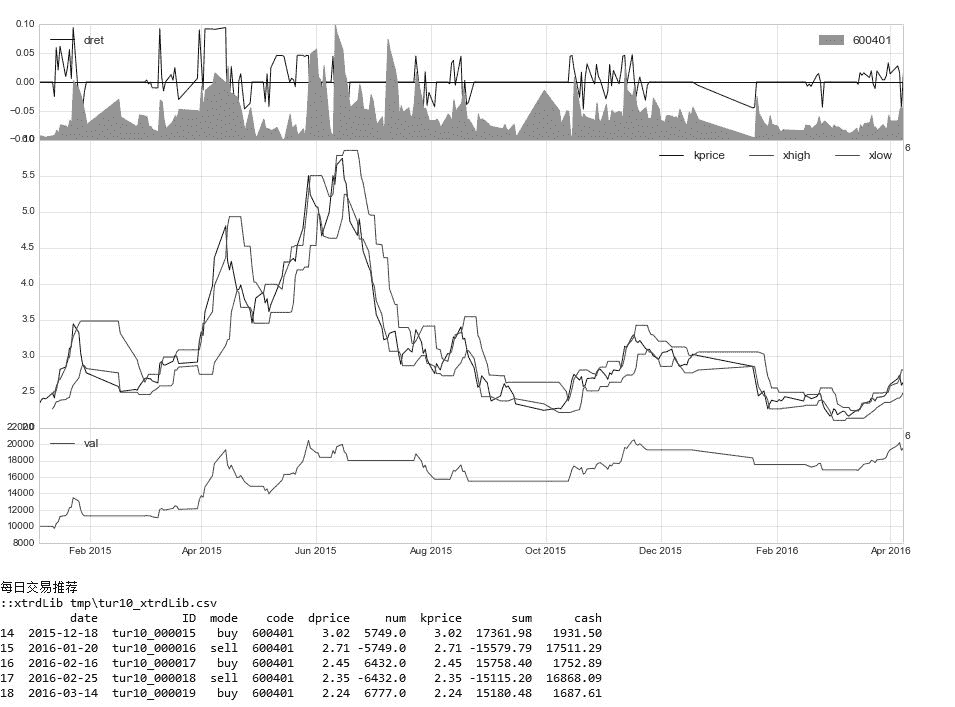 0.10
dret
600401
0.05
0.00
−0.05
−0.10
6.0
6
kprice xhigh xlow
5.5
5.0
4.5
4.0
3.5
3.0
2.5
2.0
22000
6
val
20000
18000
16000
14000
12000
10000
8000
Feb 2015 Apr 2015 Jun 2015 Aug 2015 Oct 2015 Dec 2015 Feb 2016 Apr 2016
每日交易推荐
::xtrdLib tmp\tur10_xtrdLib.csv
date ID mode code dprice num kprice sum cash
14 2015-12-18 tur10_000015 buy 600401 3.02 5749.0 3.02 17361.98 1931.50
15 2016-01-20 tur10_000016 sell 600401 2.71 -5749.0 2.71 -15579.79 17511.29
16 2016-02-16 tur10_000017 buy 600401 2.45 6432.0 2.45 15758.40 1752.89
17 2016-02-25 tur10_000018 sell 600401 2.35 -6432.0 2.35 -15115.20 16868.09
18 2016-03-14 tur10_000019 buy 600401 2.24 6777.0 2.24 15180.48 1687.61